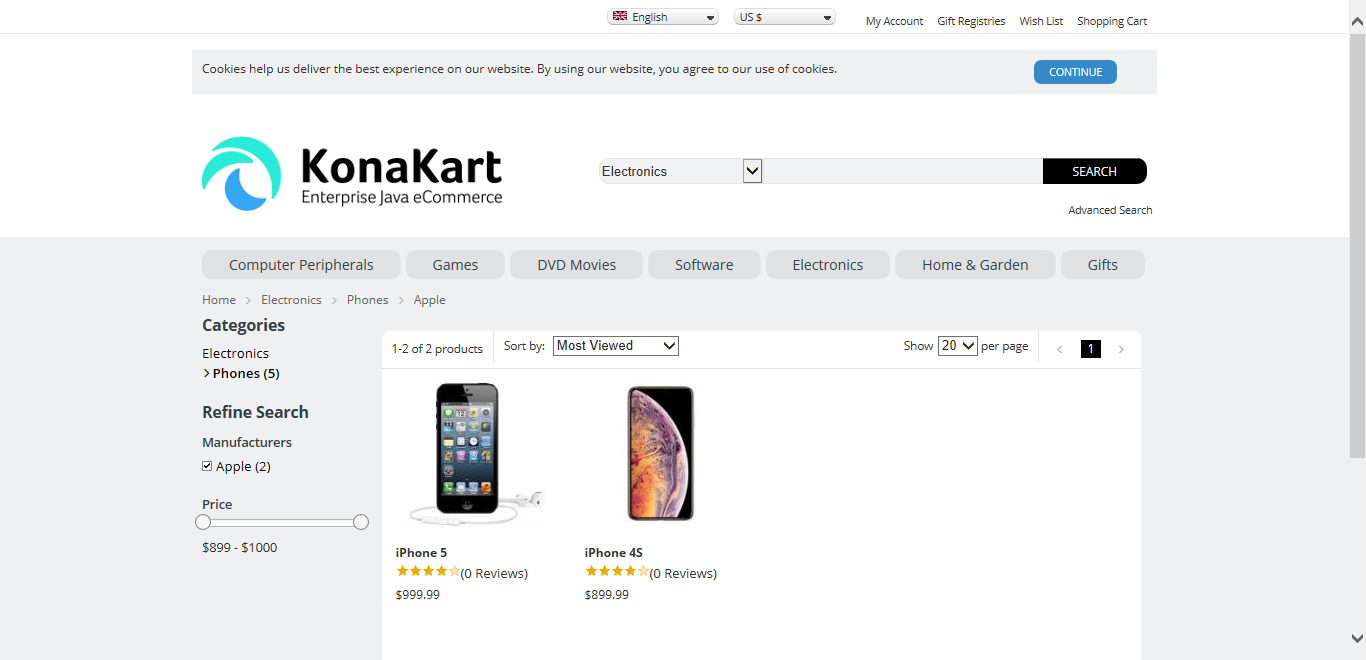 English
US $
My Account Gift Registries Wish List Shopping Cart
Cookies help us deliver the best experience on our website. By using our website, you agree to our use of cookies.
CONTINUE
KonaKart
Enterprise Java eCommerce
Electronics
SEARCH
Advanced Search
Computer Peripherals Games DVD Movies Software Electronics Home & Garden Gifts
Home > Electronics > Phones > Apple
Categories
Electronics
> Phones (5)
Refine Search
Manufacturers
Apple (2)
Price
$899 - $1000
1-2 of 2 products
Sort by: Most Viewed
Show 20 per page
< 1 >
iPhone 5
(0 Reviews)
$999.99
iPhone 4S
(0 Reviews)
$899.99